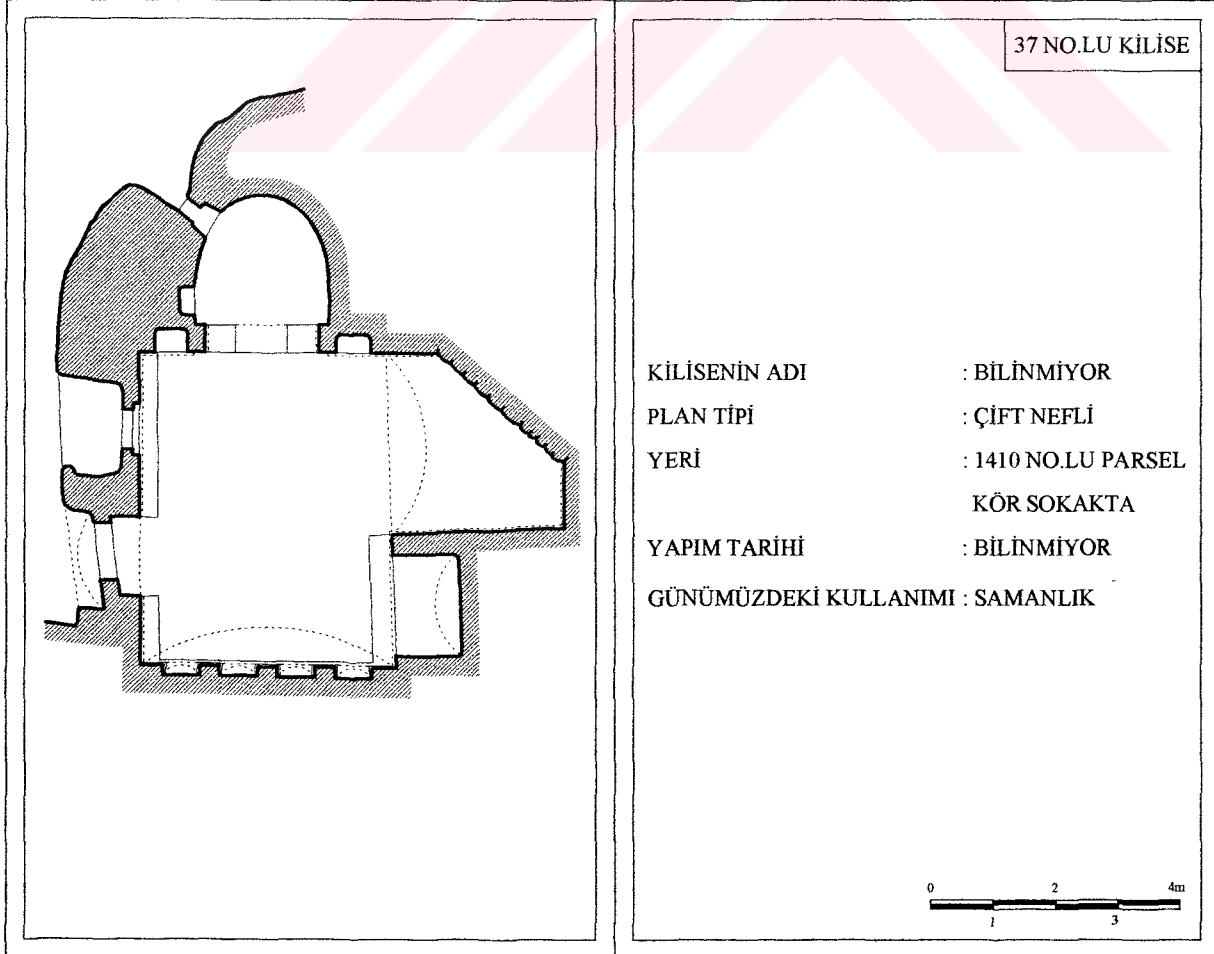 37 NO.LU KİLİSE
KİLİSENİN ADI : BİLİNMİYOR
PLAN TİPİ : ÇİFT NEFLİ
YERİ : 1410 NO.LU PARSEL
KÖR SOKAKTA
YAPIM TARİHİ : BİLİNMİYOR
GÜNÜMÜZDEKİ KULLANIMI : SAMANLIK
0 2 4m
1 3